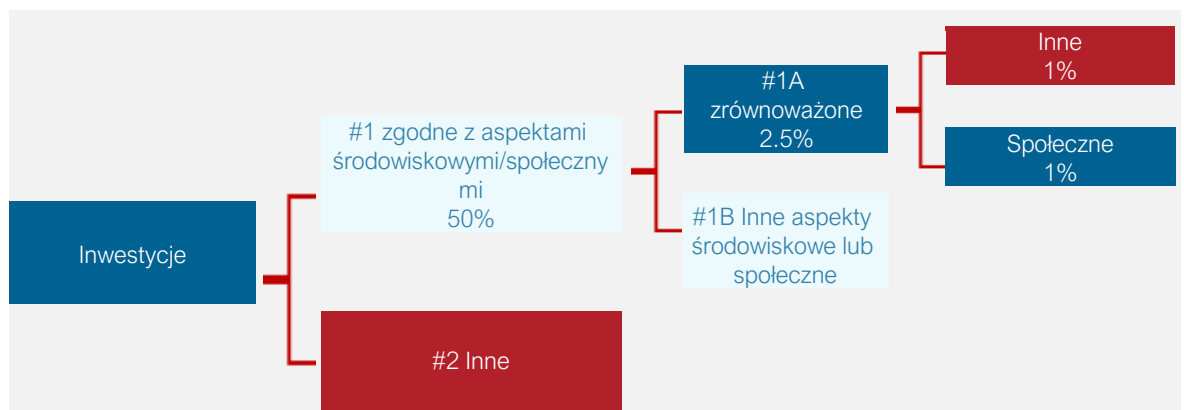 Inwestycje
#1 zgodne z aspektami
środowiskowymi/społeczny
mi
50%
#2 Inne
#1A
zrównoważone
2.5%
#1B Inne aspekty
środowiskowe lub
społeczne
Inne
1%
Społeczne
1%